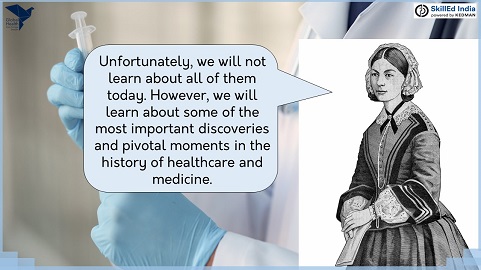 SkillEd India
powered by KEDMAN
Unfortunately, we will not
learn about all of them
today. However, we will
learn about some of the
most important discoveries
and pivotal moments in the
history of healthcare and
medicine.